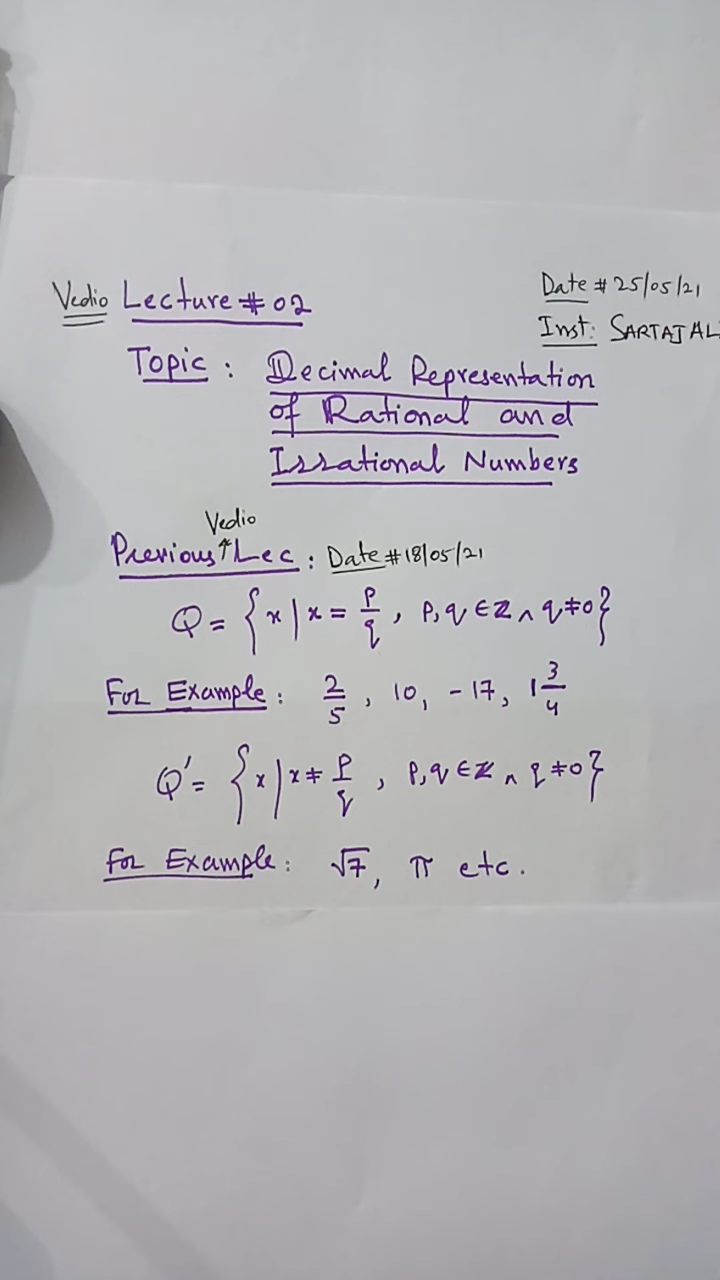 Vedio Lecture # 02
Date # 25/05/21
Inst: SARTAJ AL
Topic: Decimal Representation
of Rational and
Irrational Numbers
Vedio
Previous ↑ Lec: Date # 18/05/21
Q = {x | x = p/q, p, q ∈ Z ∧ q ≠ 0}
For Example: 2/5, 10, -17, 1 3/4
Q' = {x | x ≠ p/q, p, q ∈ Z ∧ q ≠ 0}
For Example: √7, π etc.